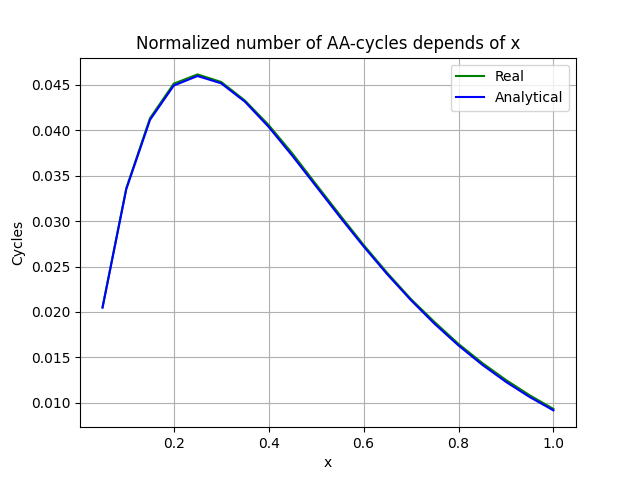 Normalized number of AA-cycles depends of x
Real
Analytical
0.045
0.040
0.035
0.030
0.025
0.020
0.015
0.010
Cycles
0.2 0.4 0.6 0.8 1.0
x